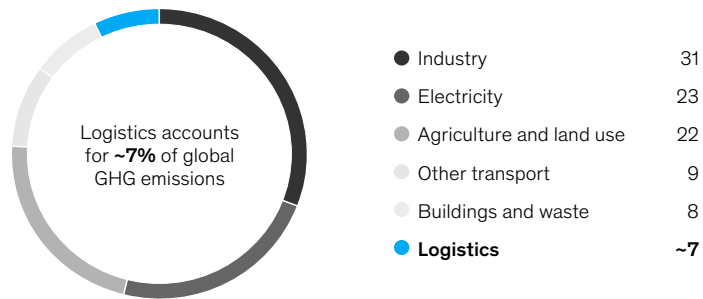 Logistics accounts
for ~7% of global
GHG emissions
Industry 31
Electricity 23
Agriculture and land use 22
Other transport 9
Buildings and waste 8
Logistics ~7